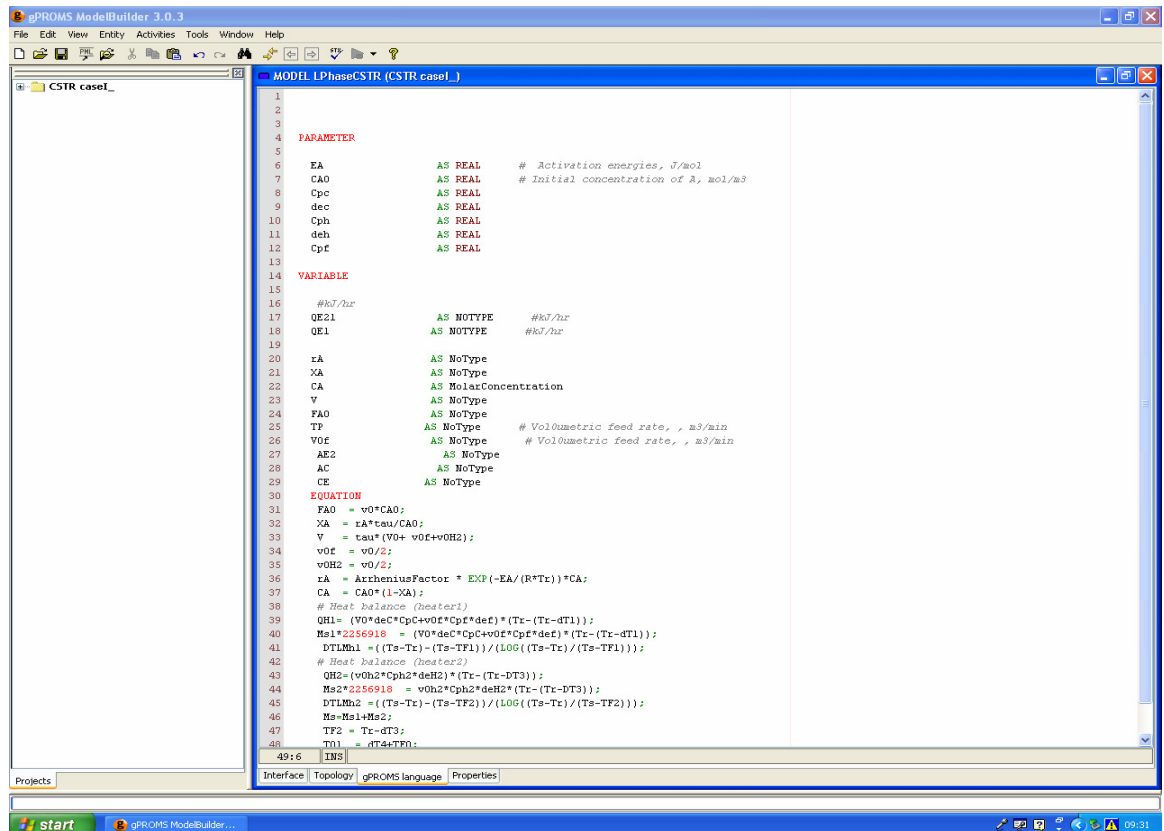 gPROMS ModelBuilder 3.0.3
File Edit View Entity Activities Tools Window Help
CSTR caseI_
MODEL LPhaseCSTR (CSTR caseI_)
1
2
3
4 PARAMETER
5
6 EA AS REAL # Activation energies, J/mol
7 CA0 AS REAL # Initial concentration of A, mol/m3
8 Cpc AS REAL
9 dec AS REAL
10 Cph AS REAL
11 deh AS REAL
12 Cpf AS REAL
13
14 VARIABLE
15
16 #kJ/hr
17 QE21 AS NOTYPE #kJ/hr
18 QE1 AS NOTYPE #kJ/hr
19
20 rA AS NoType
21 XA AS NoType
22 CA AS MolarConcentration
23 V AS NoType
24 FA0 AS NoType
25 TP AS NoType # Vol0umetric feed rate, , m3/min
26 V0f AS NoType # Vol0umetric feed rate, , m3/min
27 AE2 AS NoType
28 AC AS NoType
29 CE AS NoType
30 EQUATION
31 FA0 = v0*CA0;
32 XA = rA*tau/CA0;
33 V = tau*(V0+ v0f+v0H2);
34 v0f = v0/2;
35 v0H2 = v0/2;
36 rA = ArrheniusFactor * EXP(-EA/(R*Tr))*CA;
37 CA = CA0*(1-XA);
38 # Heat balance (heater1)
39 QH1= (V0*deC*CpC+v0f*Cpf*def)*(Tr-(Tr-dT1));
40 Ms1*2256918 = (V0*deC*CpC+v0f*Cpf*def)*(Tr-(Tr-dT1));
41 DTLMh1 =((Ts-Tr)-(Ts-TF1))/(LOG((Ts-Tr)/(Ts-TF1)));
42 # Heat balance (heater2)
43 QH2=(v0h2*Cph2*deH2)*(Tr-(Tr-DT3));
44 Ms2*2256918 = v0h2*Cph2*deH2*(Tr-(Tr-DT3));
45 DTLMh2 =((Ts-Tr)-(Ts-TF2))/(LOG((Ts-Tr)/(Ts-TF2)));
46 Ms=Ms1+Ms2;
47 TF2 = Tr-dT3;
48 T01 = dT4+TF0;
49:6 INS
Interface Topology gPROMS language Properties
Projects
start gPROMS ModelBuilder... 09:31